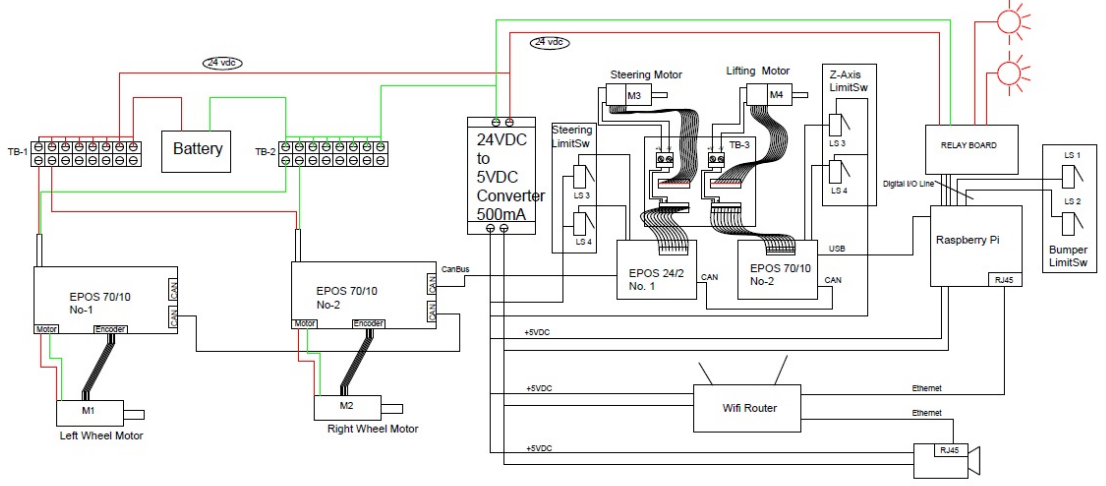 24 vdc
24 vdc
Steering Motor
M3
Lifting Motor
M4
Z-Axis
LimitSw
LS 3
LS 4
TB-1
Battery
TB-2
24VDC
to
5VDC
Converter
500mA
Steering
LimitSw
LS 3
LS 4
TB-3
RELAY BOARD
Digital I/O Line
LS 1
LS 2
Bumper
LimitSw
Raspberry Pi
RJ45
USB
EPOS 24/2
No. 1
CAN
EPOS 70/10
No-2
CAN
CanBus
EPOS 70/10
No-1
CAN
CAN
Motor
Encoder
EPOS 70/10
No-2
CAN
CAN
Motor
Encoder
M1
Left Wheel Motor
M2
Right Wheel Motor
+5VDC
+5VDC
Wifi Router
Ethernet
Ethernet
+5VDC
RJ45